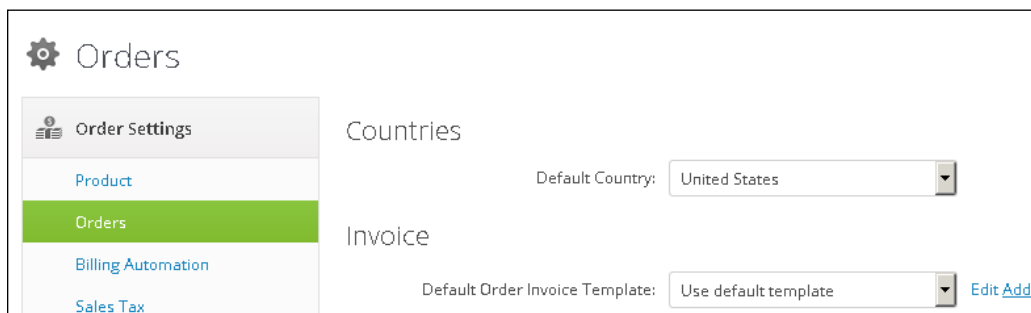 Orders
Order Settings
Product
Orders
Billing Automation
Sales Tax
Countries
Default Country: United States
Invoice
Default Order Invoice Template: Use default template Edit Add